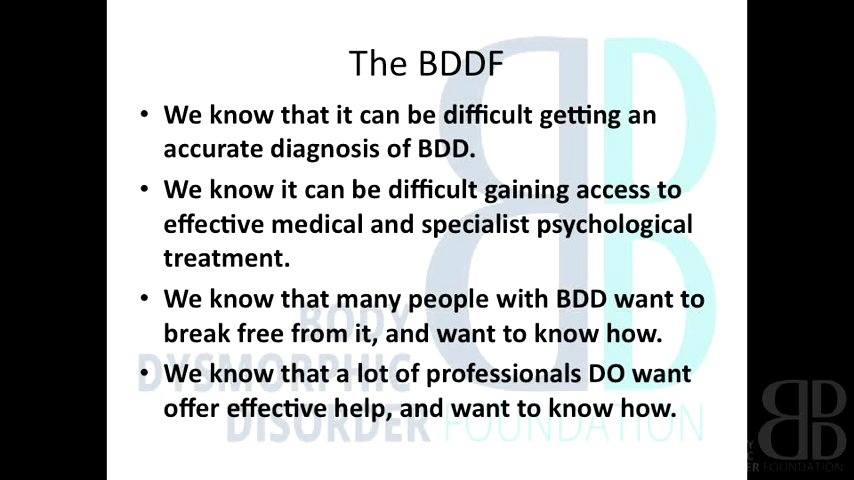 The BDDF
• We know that it can be difficult getting an
accurate diagnosis of BDD.
• We know it can be difficult gaining access to
effective medical and specialist psychological
treatment.
• We know that many people with BDD want to
break free from it, and want to know how.
• We know that a lot of professionals DO want
offer effective help, and want to know how.
BODY
DYSMORPHIC
DISORDER FOUNDATION
BDD
Y
C
ER FOUNDATION